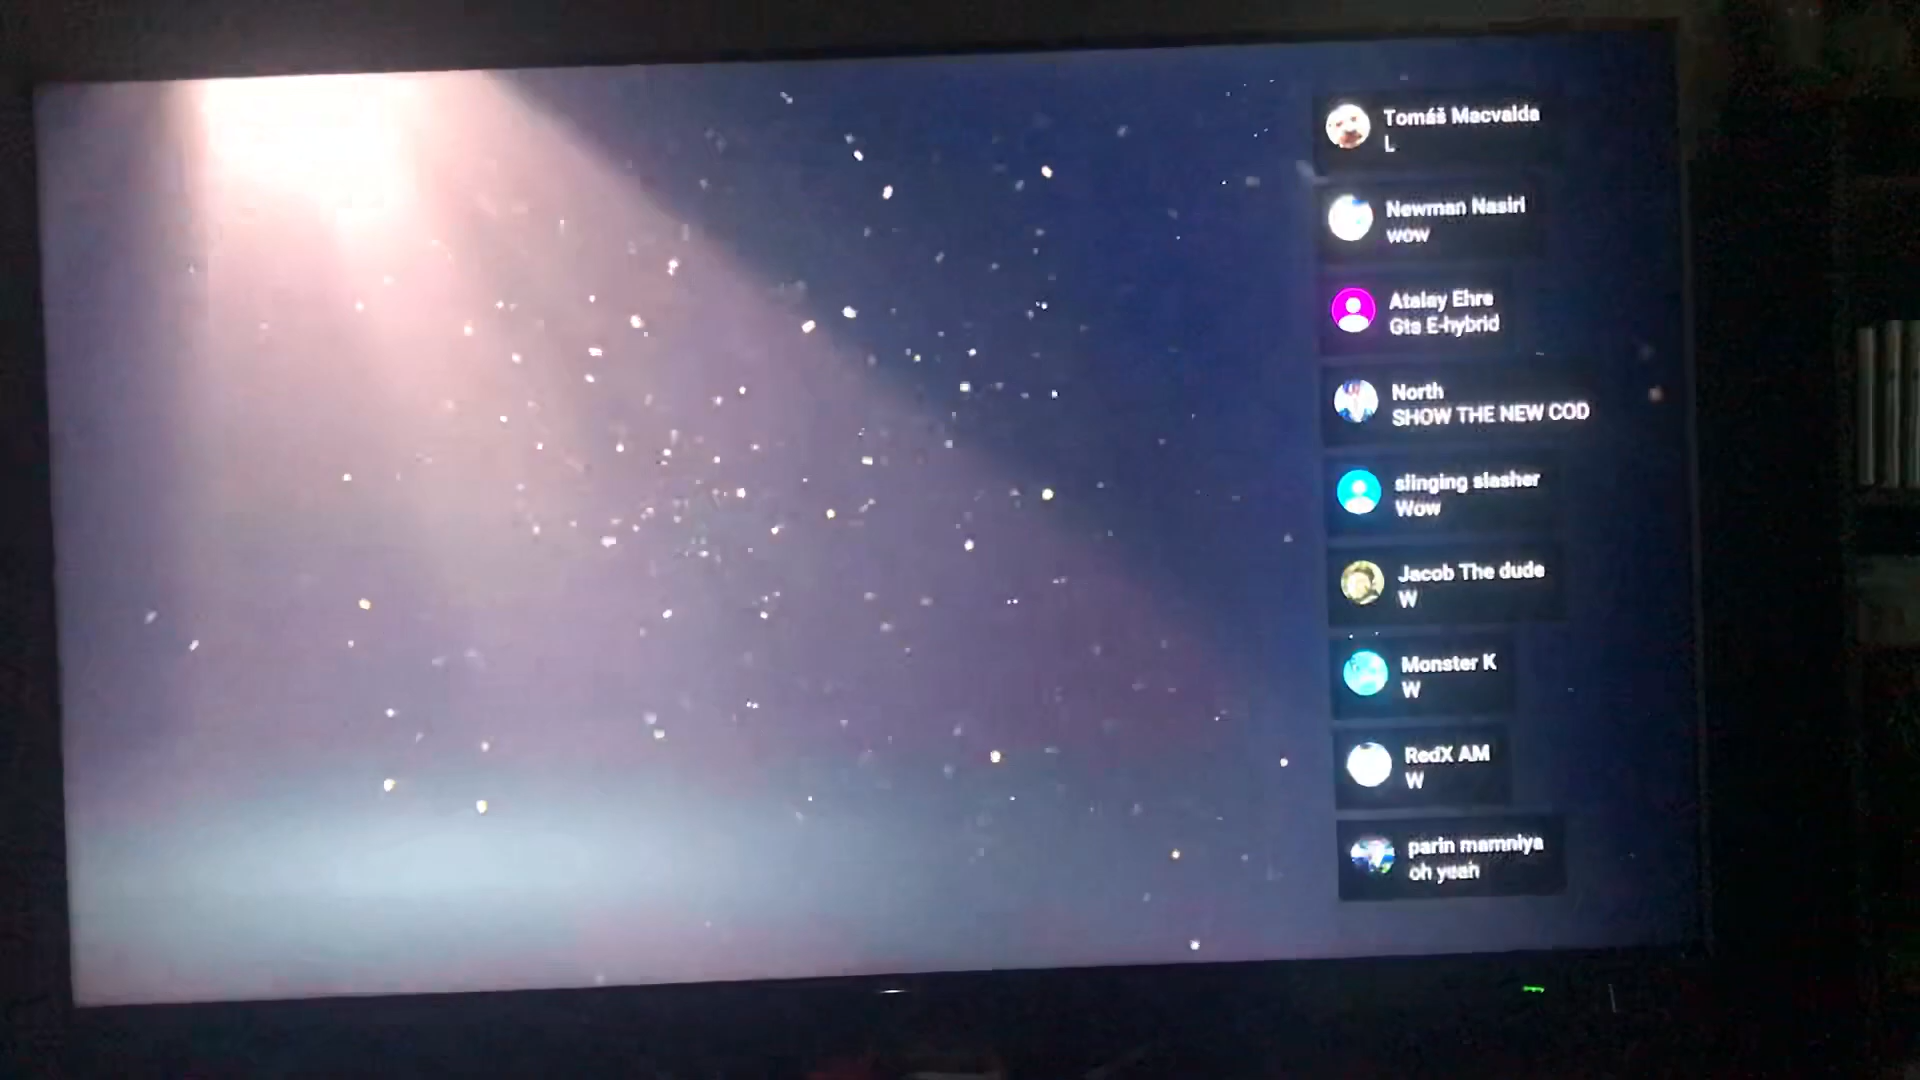 Tomáš Macvalda
L
Newman Nasiri
wow
Atalay Ehre
Gts E-hybrid
North
SHOW THE NEW COD
slinging slasher
Wow
Jacob The dude
W
Monster K
W
RedX AM
W
parin mamniya
oh yeah